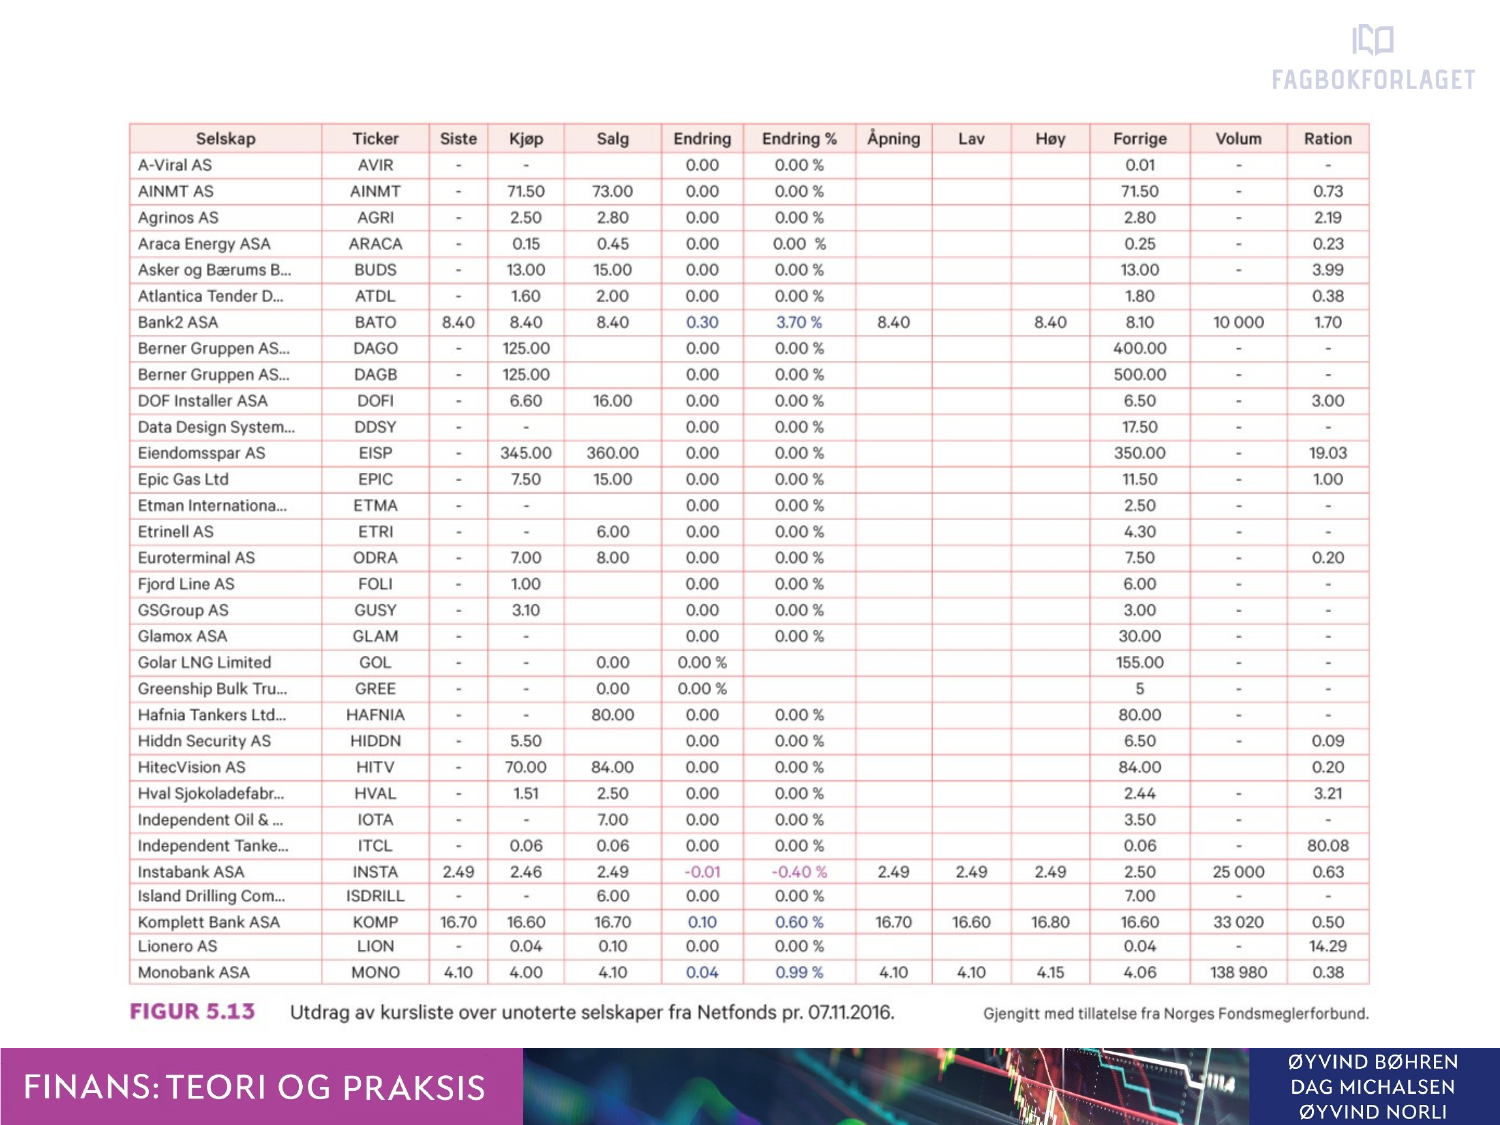 FAGBOKFORLAGET
Selskap Ticker Siste Kjøp Salg Endring Endring % Åpning Lav Høy Forrige Volum Ration
A-Viral AS AVIR - - 0.00 0.00 % 0.01 - -
AINMT AS AINMT - 71.50 73.00 0.00 0.00 % 71.50 - 0.73
Agrinos AS AGRI - 2.50 2.80 0.00 0.00 % 2.80 - 2.19
Araca Energy ASA ARACA - 0.15 0.45 0.00 0.00 % 0.25 - 0.23
Asker og Bærums B... BUDS - 13.00 15.00 0.00 0.00 % 13.00 - 3.99
Atlantica Tender D... ATDL - 1.60 2.00 0.00 0.00 % 1.80 0.38
Bank2 ASA BATO 8.40 8.40 8.40 0.30 3.70 % 8.40 8.40 8.10 10 000 1.70
Berner Gruppen AS... DAGO - 125.00 0.00 0.00 % 400.00 - -
Berner Gruppen AS... DAGB - 125.00 0.00 0.00 % 500.00 - -
DOF Installer ASA DOFI - 6.60 16.00 0.00 0.00 % 6.50 - 3.00
Data Design System... DDSY - - 0.00 0.00 % 17.50 - -
Eiendomsspar AS EISP - 345.00 360.00 0.00 0.00 % 350.00 - 19.03
Epic Gas Ltd EPIC - 7.50 15.00 0.00 0.00 % 11.50 - 1.00
Etman Internationa... ETMA - - 0.00 0.00 % 2.50 - -
Etrinell AS ETRI - - 6.00 0.00 0.00 % 4.30 - -
Euroterminal AS ODRA - 7.00 8.00 0.00 0.00 % 7.50 - 0.20
Fjord Line AS FOLI - 1.00 0.00 0.00 % 6.00 - -
GSGroup AS GUSY - 3.10 0.00 0.00 % 3.00 - -
Glamox ASA GLAM - - 0.00 0.00 % 30.00 - -
Golar LNG Limited GOL - - 0.00 0.00 % 155.00 - -
Greenship Bulk Tru... GREE - - 0.00 0.00 % 5 - -
Hafnia Tankers Ltd... HAFNIA - - 80.00 0.00 0.00 % 80.00 - -
Hiddn Security AS HIDDN - 5.50 0.00 0.00 % 6.50 - 0.09
HitecVision AS HITV - 70.00 84.00 0.00 0.00 % 84.00 0.20
Hval Sjokoladefabr... HVAL - 1.51 2.50 0.00 0.00 % 2.44 - 3.21
Independent Oil & ... IOTA - - 7.00 0.00 0.00 % 3.50 - -
Independent Tanke... ITCL - 0.06 0.06 0.00 0.00 % 0.06 - 80.08
Instabank ASA INSTA 2.49 2.46 2.49 -0.01 -0.40 % 2.49 2.49 2.49 2.50 25 000 0.63
Island Drilling Com... ISDRILL - - 6.00 0.00 0.00 % 7.00 - -
Komplett Bank ASA KOMP 16.70 16.60 16.70 0.10 0.60 % 16.70 16.60 16.80 16.60 33 020 0.50
Lionero AS LION - 0.04 0.10 0.00 0.00 % 0.04 - 14.29
Monobank ASA MONO 4.10 4.00 4.10 0.04 0.99 % 4.10 4.10 4.15 4.06 138 980 0.38
FIGUR 5.13 Utdrag av kursliste over unoterte selskaper fra Netfonds pr. 07.11.2016. Gjengitt med tillatelse fra Norges Fondsmeglerforbund.
FINANS: TEORI OG PRAKSIS
ØYVIND BØHREN
DAG MICHALSEN
ØYVIND NORLI